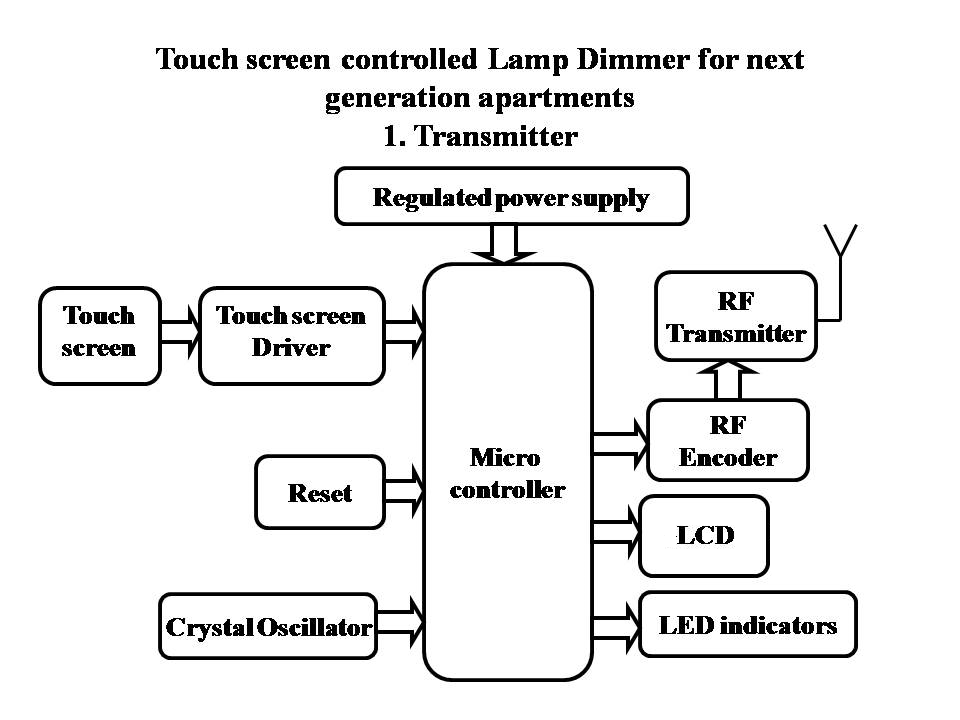 Touch screen controlled Lamp Dimmer for next
generation apartments
1. Transmitter
Regulated power supply
Touch
screen
Touch screen
Driver
RF
Transmitter
RF
Encoder
Micro
controller
Reset
LCD
Crystal Oscillator
LED indicators